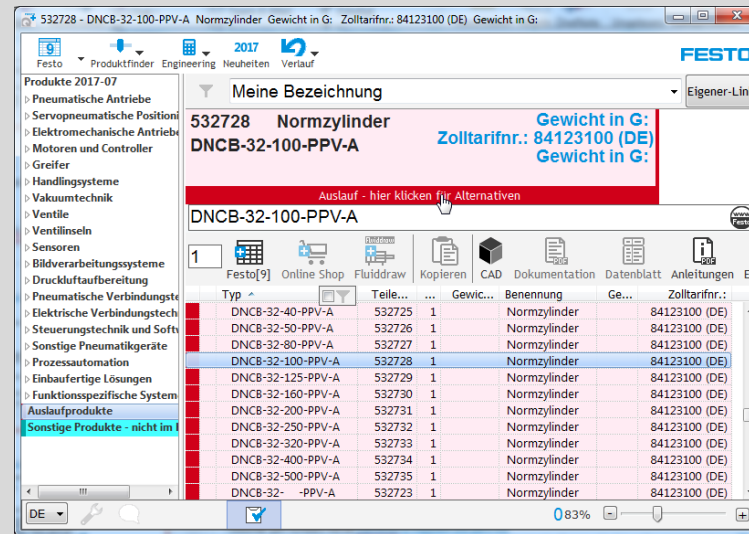 532728 - DNCB-32-100-PPV-A Normzylinder Gewicht in G: Zolltarifnr.: 84123100 (DE) Gewicht in G:
9
Festo Produktfinder Engineering 2017 Neuheiten Verlauf
FESTO
Produkte 2017-07
Pneumatische Antriebe
Servopneumatische Positioni
Elektromechanische Antriebe
Motoren und Controller
Greifer
Handlingsysteme
Vakuumtechnik
Ventile
Ventilinseln
Sensoren
Bildverarbeitungssysteme
Druckluftaufbereitung
Pneumatische Verbindungste
Elektrische Verbindungstech
Steuerungstechnik und Softw
Sonstige Pneumatikgeräte
Prozessautomation
Einbaufertige Lösungen
Funktionsspezifische System
Auslaufprodukte
Sonstige Produkte - nicht im
DE
Meine Bezeichnung
Eigener-Lin
532728 Normzylinder
DNCB-32-100-PPV-A
Gewicht in G:
Zolltarifnr.: 84123100 (DE)
Gewicht in G:
Auslauf - hier klicken für Alternativen
DNCB-32-100-PPV-A
www
Festo
1
Festo[9] Online Shop Fluiddraw Kopieren CAD Dokumentation PDF Datenblatt Anleitungen PDF E
Typ Teile... ... Gewic... Benennung Ge... Zolltarifnr.:
DNCB-32-40-PPV-A 532725 1 Normzylinder 84123100 (DE)
DNCB-32-50-PPV-A 532726 1 Normzylinder 84123100 (DE)
DNCB-32-80-PPV-A 532727 1 Normzylinder 84123100 (DE)
DNCB-32-100-PPV-A 532728 1 Normzylinder 84123100 (DE)
DNCB-32-125-PPV-A 532729 1 Normzylinder 84123100 (DE)
DNCB-32-160-PPV-A 532730 1 Normzylinder 84123100 (DE)
DNCB-32-200-PPV-A 532731 1 Normzylinder 84123100 (DE)
DNCB-32-250-PPV-A 532732 1 Normzylinder 84123100 (DE)
DNCB-32-320-PPV-A 532733 1 Normzylinder 84123100 (DE)
DNCB-32-400-PPV-A 532734 1 Normzylinder 84123100 (DE)
DNCB-32-500-PPV-A 532735 1 Normzylinder 84123100 (DE)
DNCB-32- -PPV-A 532723 1 Normzylinder 84123100 (DE)
83%